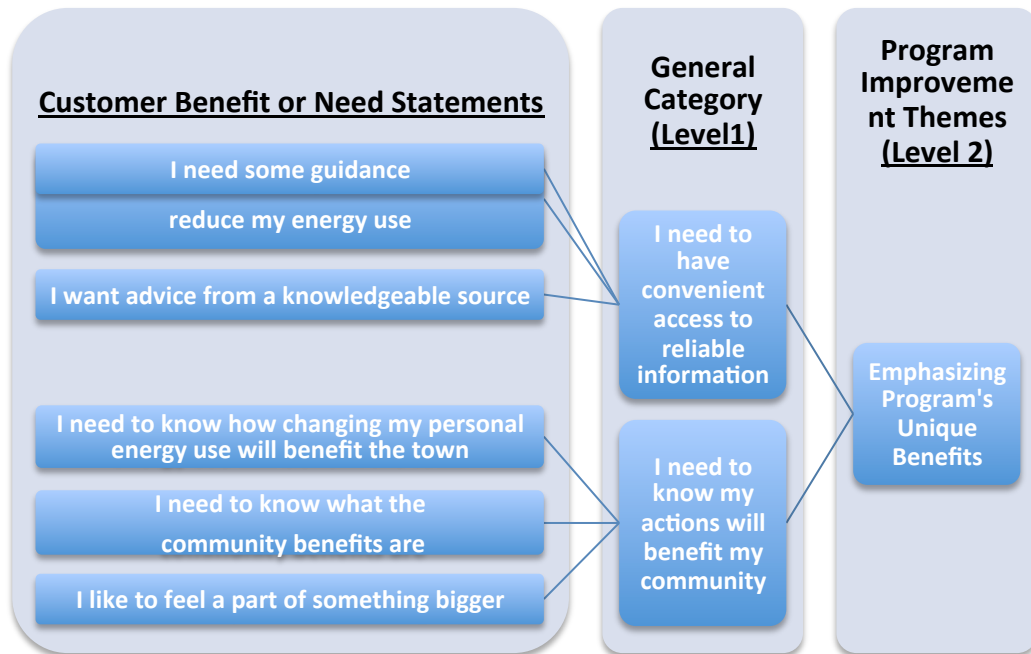 Customer Benefit or Need Statements
I need some guidance
reduce my energy use
I want advice from a knowledgeable source
I need to know how changing my personal
energy use will benefit the town
I need to know what the
community benefits are
I like to feel a part of something bigger
General
Category
(Level1)
I need to
have
convenient
access to
reliable
information
I need to
know my
actions will
benefit my
community
Program
Improveme
nt Themes
(Level 2)
Emphasizing
Program's
Unique
Benefits